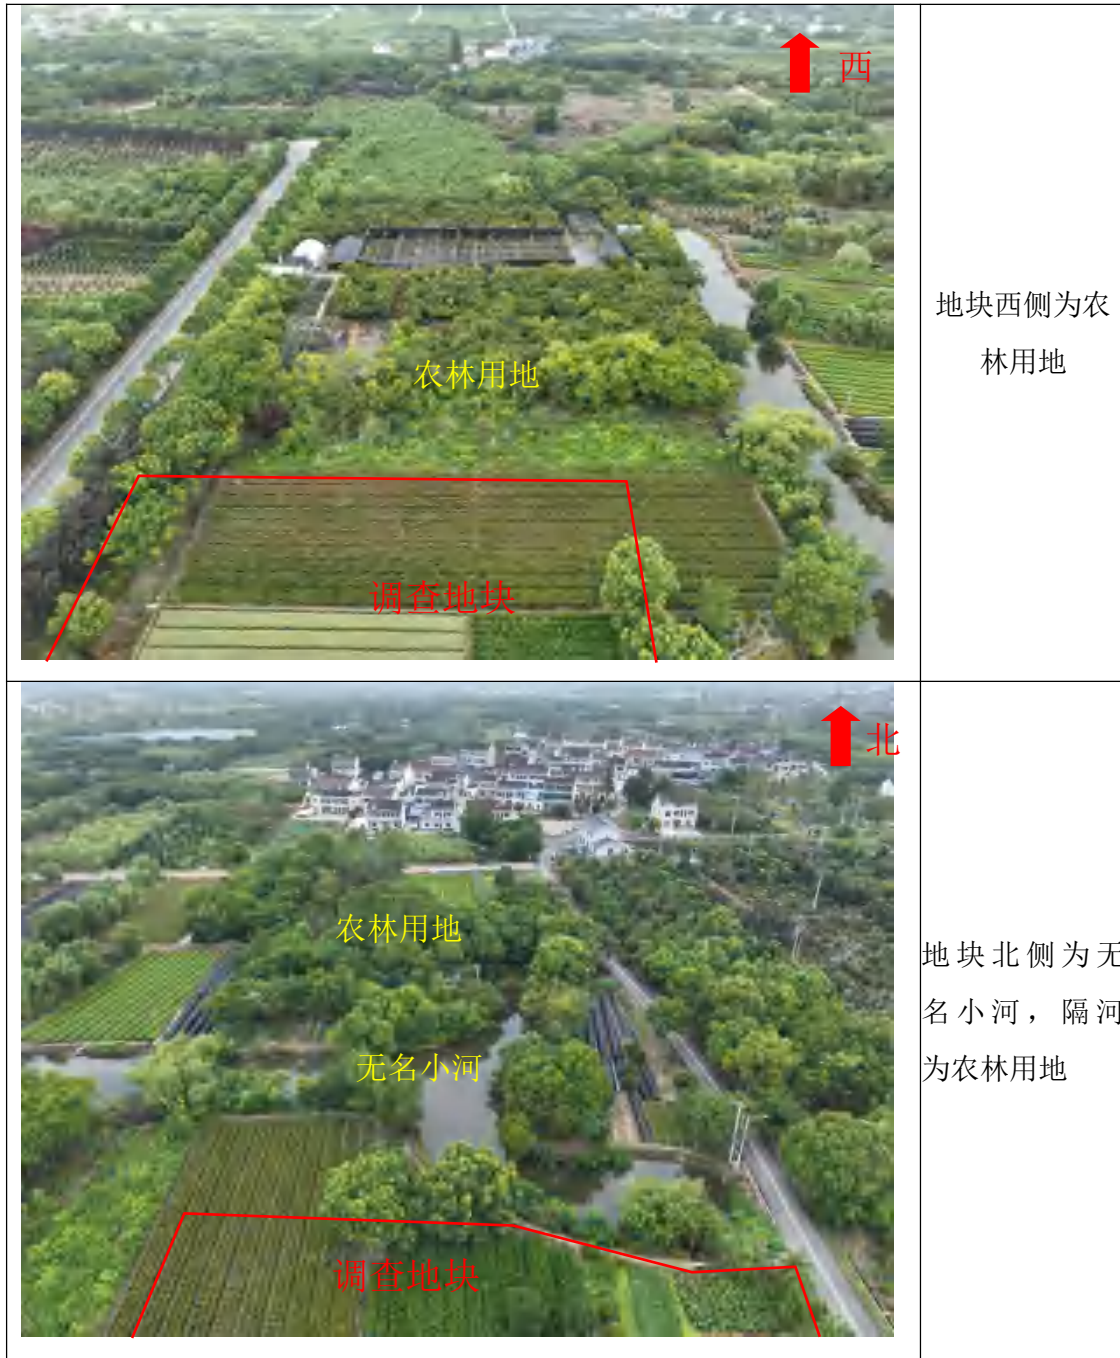 西
农林用地
调查地块
地块西侧为农
林用地
北
农林用地
无名小河
调查地块
地块北侧为无
名小河，隔河
为农林用地